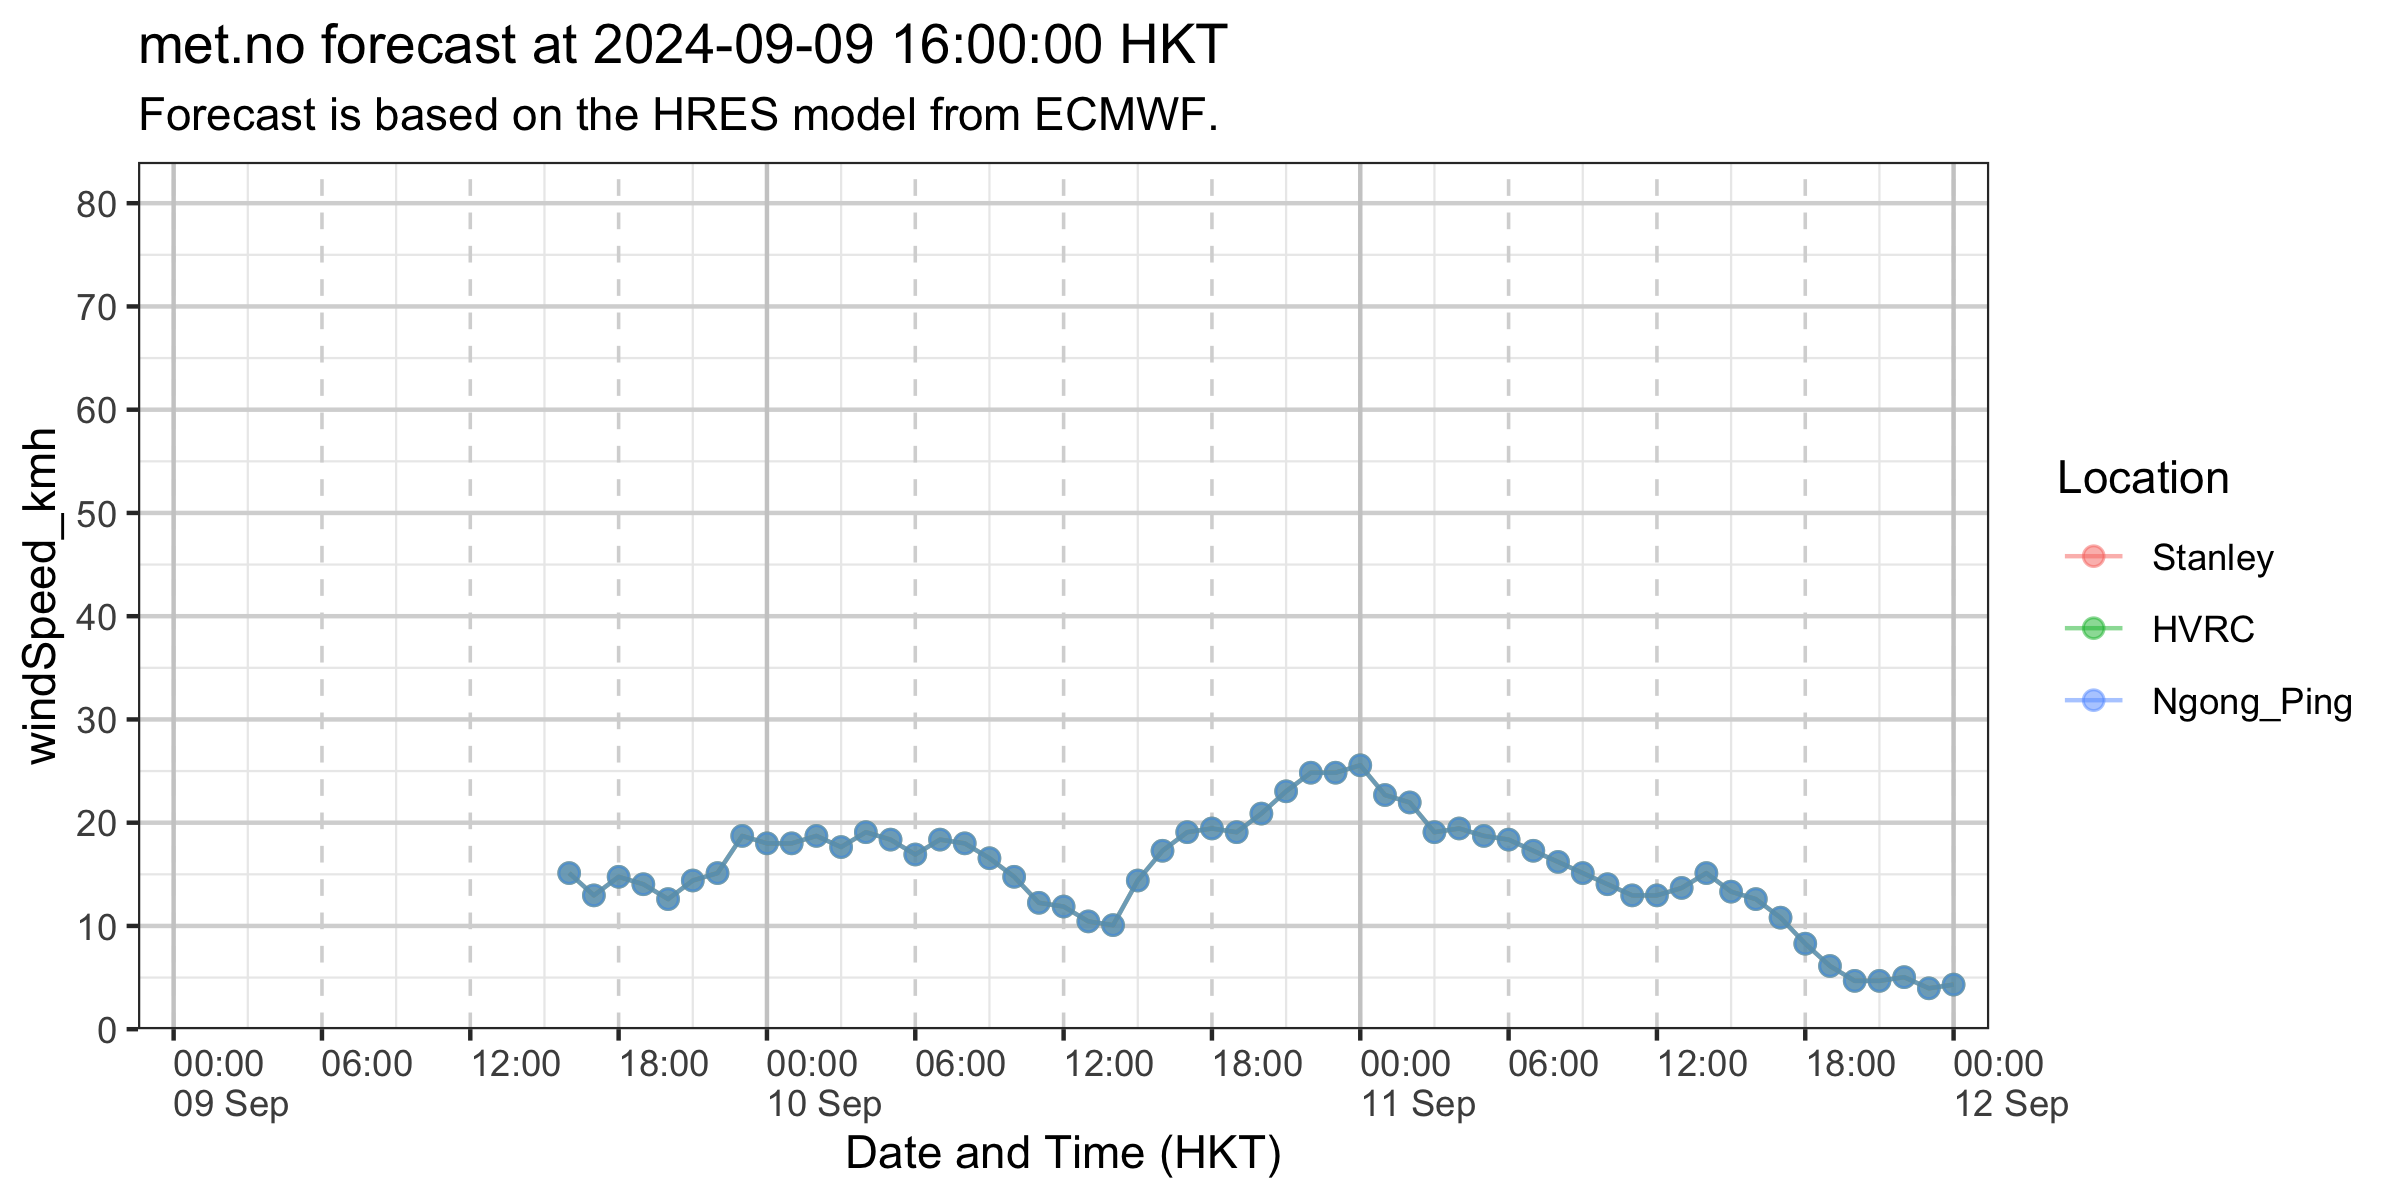 met.no forecast at 2024-09-09 16:00:00 HKT
Forecast is based on the HRES model from ECMWF.
windSpeed_kmh
80
70
60
50
40
30
20
10
0
00:00 06:00 12:00 18:00 00:00 06:00 12:00 18:00 00:00 06:00 12:00 18:00 00:00
09 Sep 10 Sep 11 Sep 12 Sep
Date and Time (HKT)
Location
Stanley
HVRC
Ngong_Ping